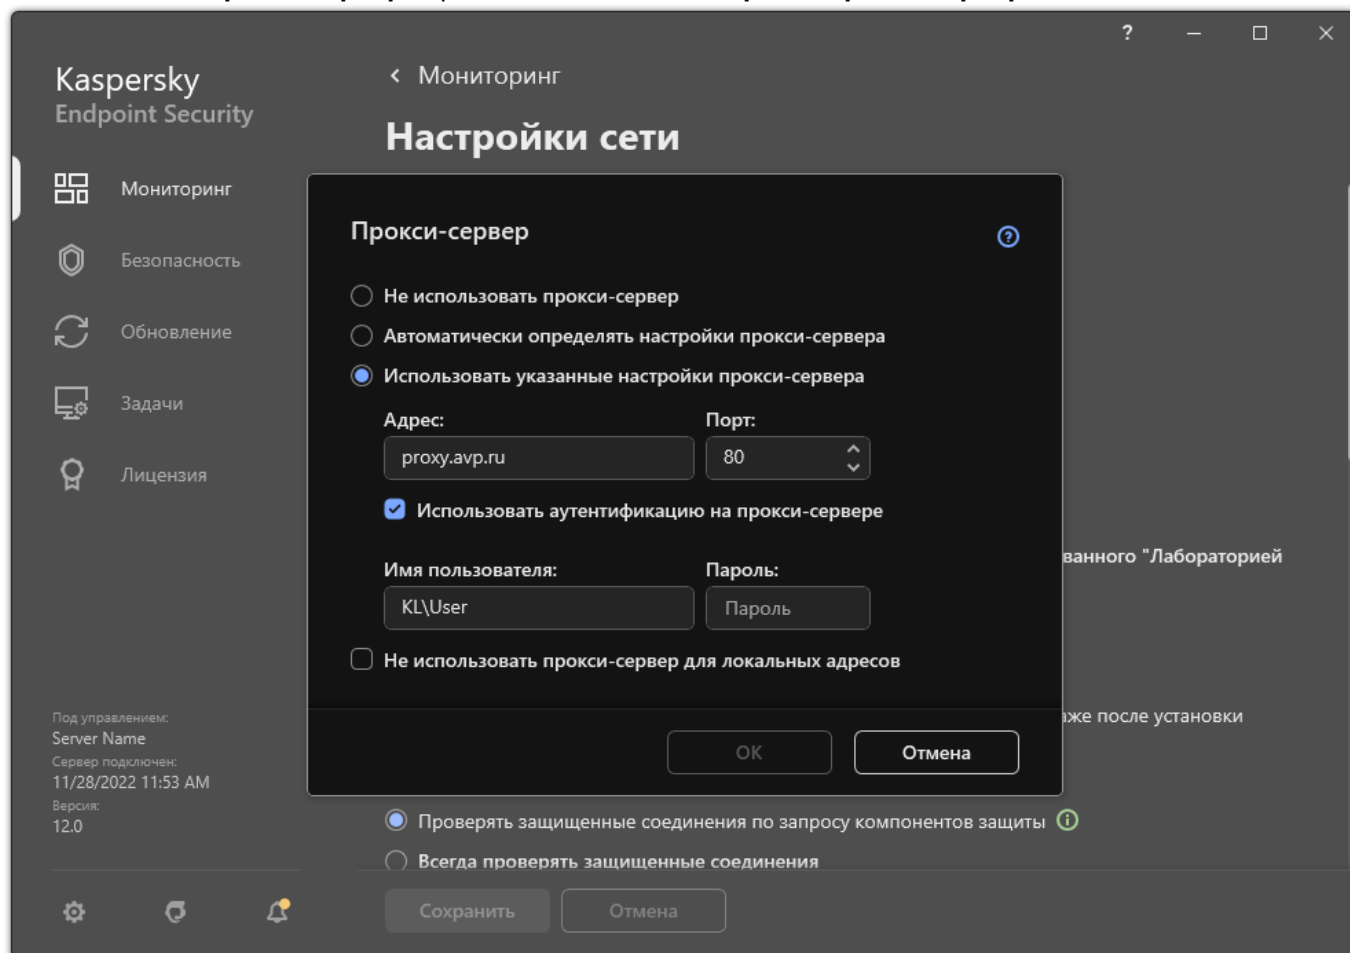 ?
Kaspersky
Endpoint Security
Мониторинг
Безопасность
Обновление
Задачи
Лицензия
Под управлением:
Server Name
Сервер подключен:
11/28/2022 11:53 AM
Версия:
12.0
Мониторинг
Настройки сети
Прокси-сервер
?
Не использовать прокси-сервер
Автоматически определять настройки прокси-сервера
Использовать указанные настройки прокси-сервера
Адрес: Порт:
proxy.avp.ru 80
Использовать аутентификацию на прокси-сервере
Имя пользователя: Пароль:
KL\User Пароль
Не использовать прокси-сервер для локальных адресов
ОК Отмена
ванного "Лабораторией
же после установки
Проверять защищенные соединения по запросу компонентов защиты
Всегда проверять защищенные соединения
Сохранить Отмена